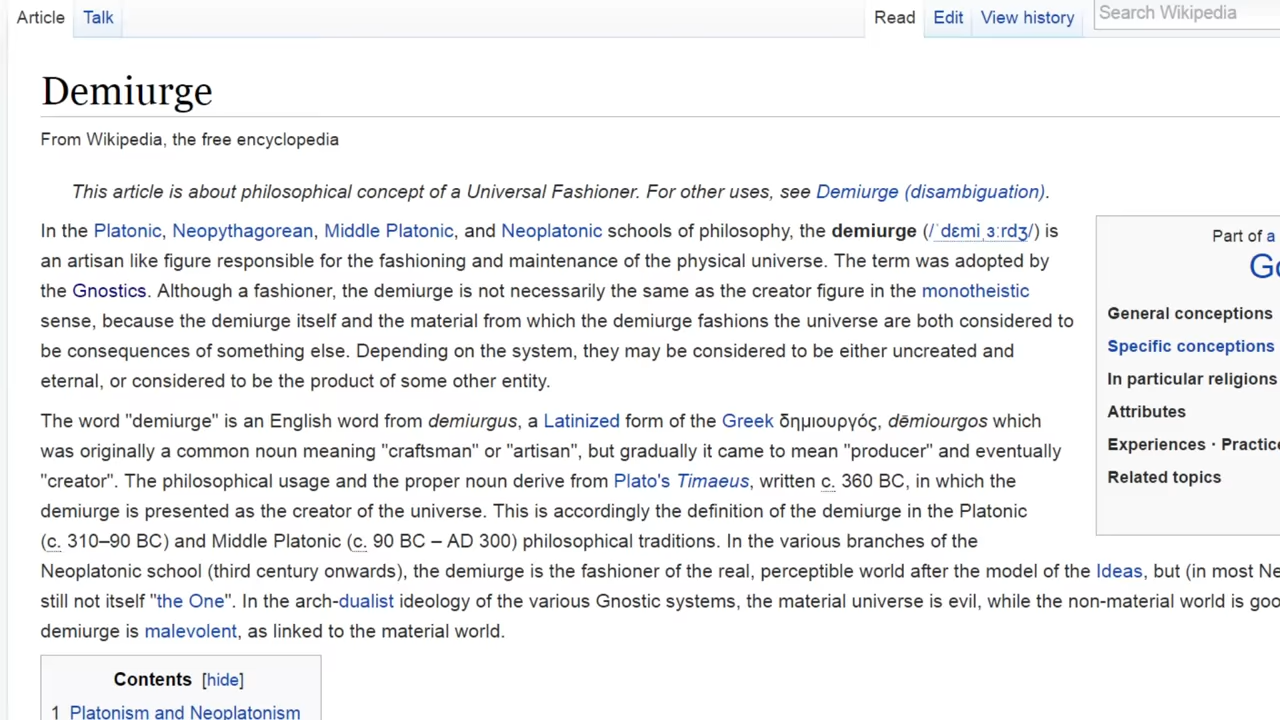 Article
Talk
Read
Edit
View history
Search Wikipedia
Demiurge
From Wikipedia, the free encyclopedia
This article is about philosophical concept of a Universal Fashioner. For other uses, see Demiurge (disambiguation).
In the Platonic, Neopythagorean, Middle Platonic, and Neoplatonic schools of philosophy, the demiurge (/ˈdɛmiˌɜːrdʒ/) is
an artisan like figure responsible for the fashioning and maintenance of the physical universe. The term was adopted by
the Gnostics. Although a fashioner, the demiurge is not necessarily the same as the creator figure in the monotheistic
sense, because the demiurge itself and the material from which the demiurge fashions the universe are both considered to
be consequences of something else. Depending on the system, they may be considered to be either uncreated and
eternal, or considered to be the product of some other entity.
The word "demiurge" is an English word from demiurgus, a Latinized form of the Greek δημιουργός, dēmiourgos which
was originally a common noun meaning "craftsman" or "artisan", but gradually it came to mean "producer" and eventually
"creator". The philosophical usage and the proper noun derive from Plato's Timaeus, written c. 360 BC, in which the
demiurge is presented as the creator of the universe. This is accordingly the definition of the demiurge in the Platonic
(c. 310–90 BC) and Middle Platonic (c. 90 BC – AD 300) philosophical traditions. In the various branches of the
Neoplatonic school (third century onwards), the demiurge is the fashioner of the real, perceptible world after the model of the Ideas, but (in most
still not itself "the One". In the arch-dualist ideology of the various Gnostic systems, the material universe is evil, while the non-material world is
demiurge is malevolent, as linked to the material world.
Part of a
General conceptions
Specific conceptions
In particular religions
Attributes
Experiences ·
Related topics
Contents [hide]
1 Platonism and Neoplatonism